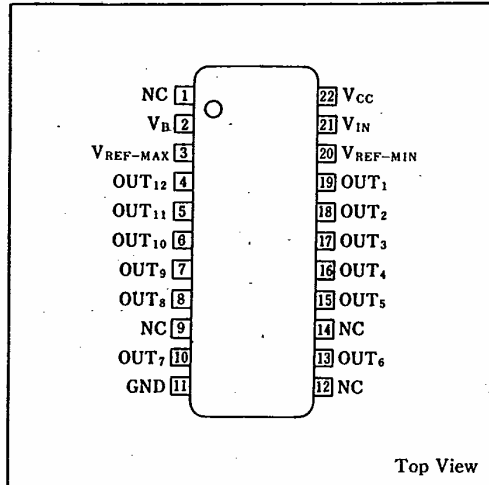 NC 1 22 VCC
VB 2 21 VIN
VREF-MAX 3 20 VREF-MIN
OUT12 4 19 OUT1
OUT11 5 18 OUT2
OUT10 6 17 OUT3
OUT9 7 16 OUT4
OUT8 8 15 OUT5
NC 9 14 NC
OUT7 10 13 OUT6
GND 11 12 NC
Top View